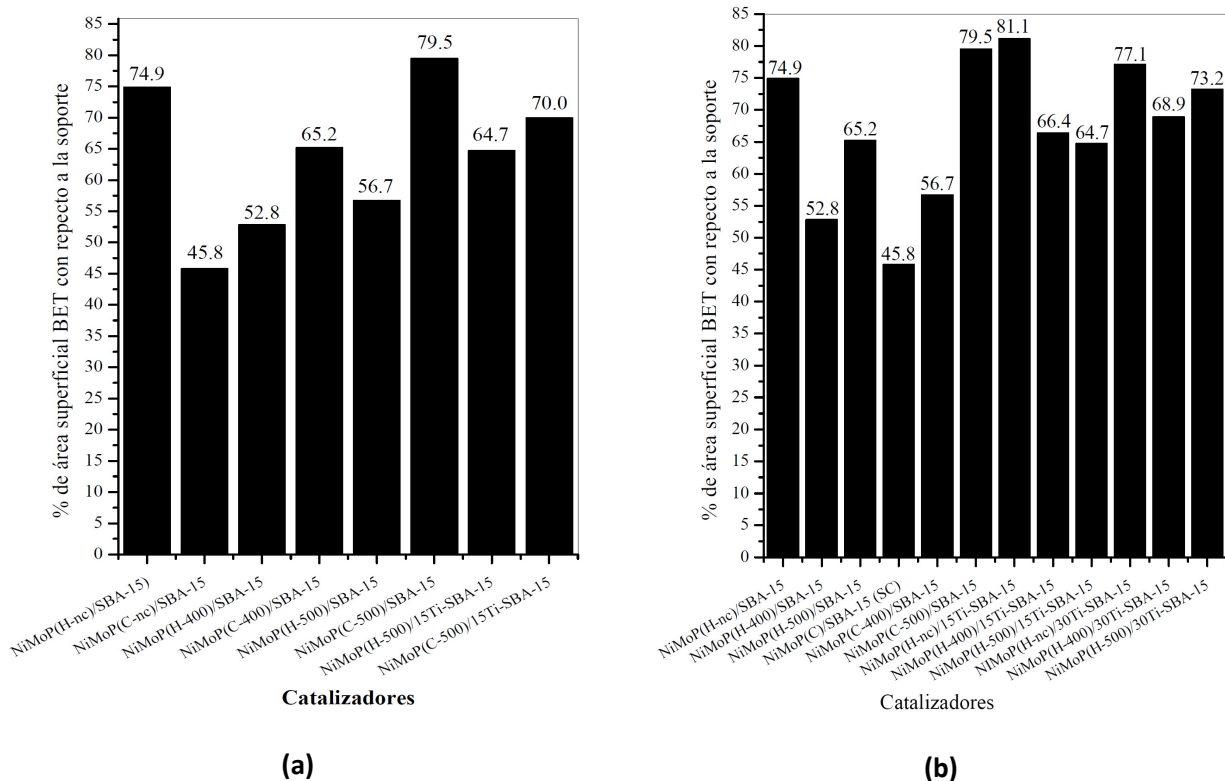 % de área superficial BET con repecto a la soporte
85
80
75
70
65
60
55
50
45
40
35
30
25
20
15
10
5
0
74.9
45.8
52.8
65.2
56.7
79.5
64.7
70.0
NiMoP(H-nc)/SBA-15)
NiMoP(C-nc)/SBA-15
NiMoP(H-400)/SBA-15
NiMoP(C-400)/SBA-15
NiMoP(H-500)/SBA-15
NiMoP(C-500)/SBA-15
NiMoP(H-500)/15Ti-SBA-15
NiMoP(C-500)/15Ti-SBA-15
Catalizadores
(a)
% de área superficial BET con repecto a la soporte
85
80
75
70
65
60
55
50
45
40
35
30
25
20
15
10
5
0
74.9
52.8
65.2
45.8
56.7
79.5
81.1
66.4
64.7
77.1
68.9
73.2
NiMoP(H-nc)/SBA-15
NiMoP(H-400)/SBA-15
NiMoP(H-500)/SBA-15
NiMoP(C)/SBA-15 (SC)
NiMoP(C-400)/SBA-15
NiMoP(C-500)/SBA-15
NiMoP(H-nc)/15Ti-SBA-15
NiMoP(H-400)/15Ti-SBA-15
NiMoP(H-500)/15Ti-SBA-15
NiMoP(H-nc)/30Ti-SBA-15
NiMoP(H-400)/30Ti-SBA-15
NiMoP(H-500)/30Ti-SBA-15
Catalizadores
(b)